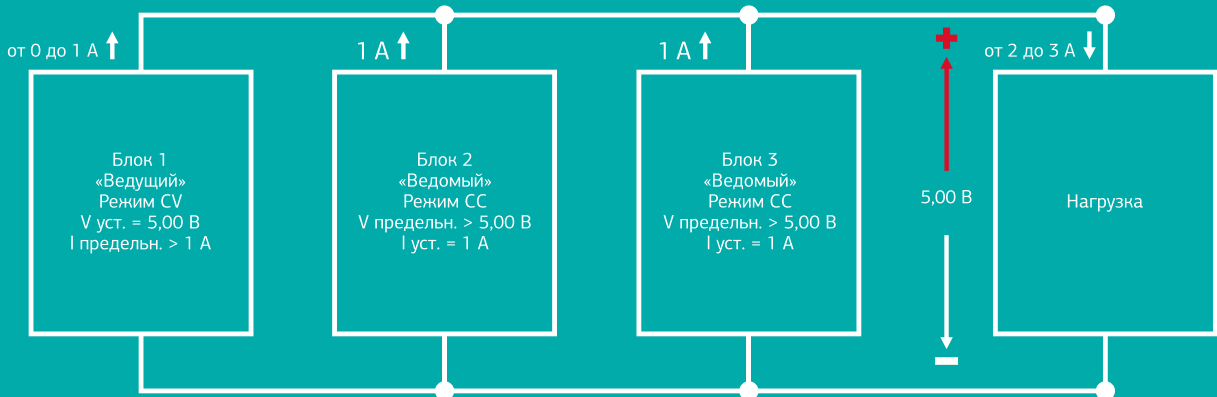 от 0 до 1 А
1 А
1 А
от 2 до 3 А
Блок 1
«Ведущий»
Режим CV
V уст. = 5,00 В
I предельн. > 1 А
Блок 2
«Ведомый»
Режим CC
V предельн. > 5,00 В
I уст. = 1 А
Блок 3
«Ведомый»
Режим CC
V предельн. > 5,00 В
I уст. = 1 А
5,00 В
Нагрузка